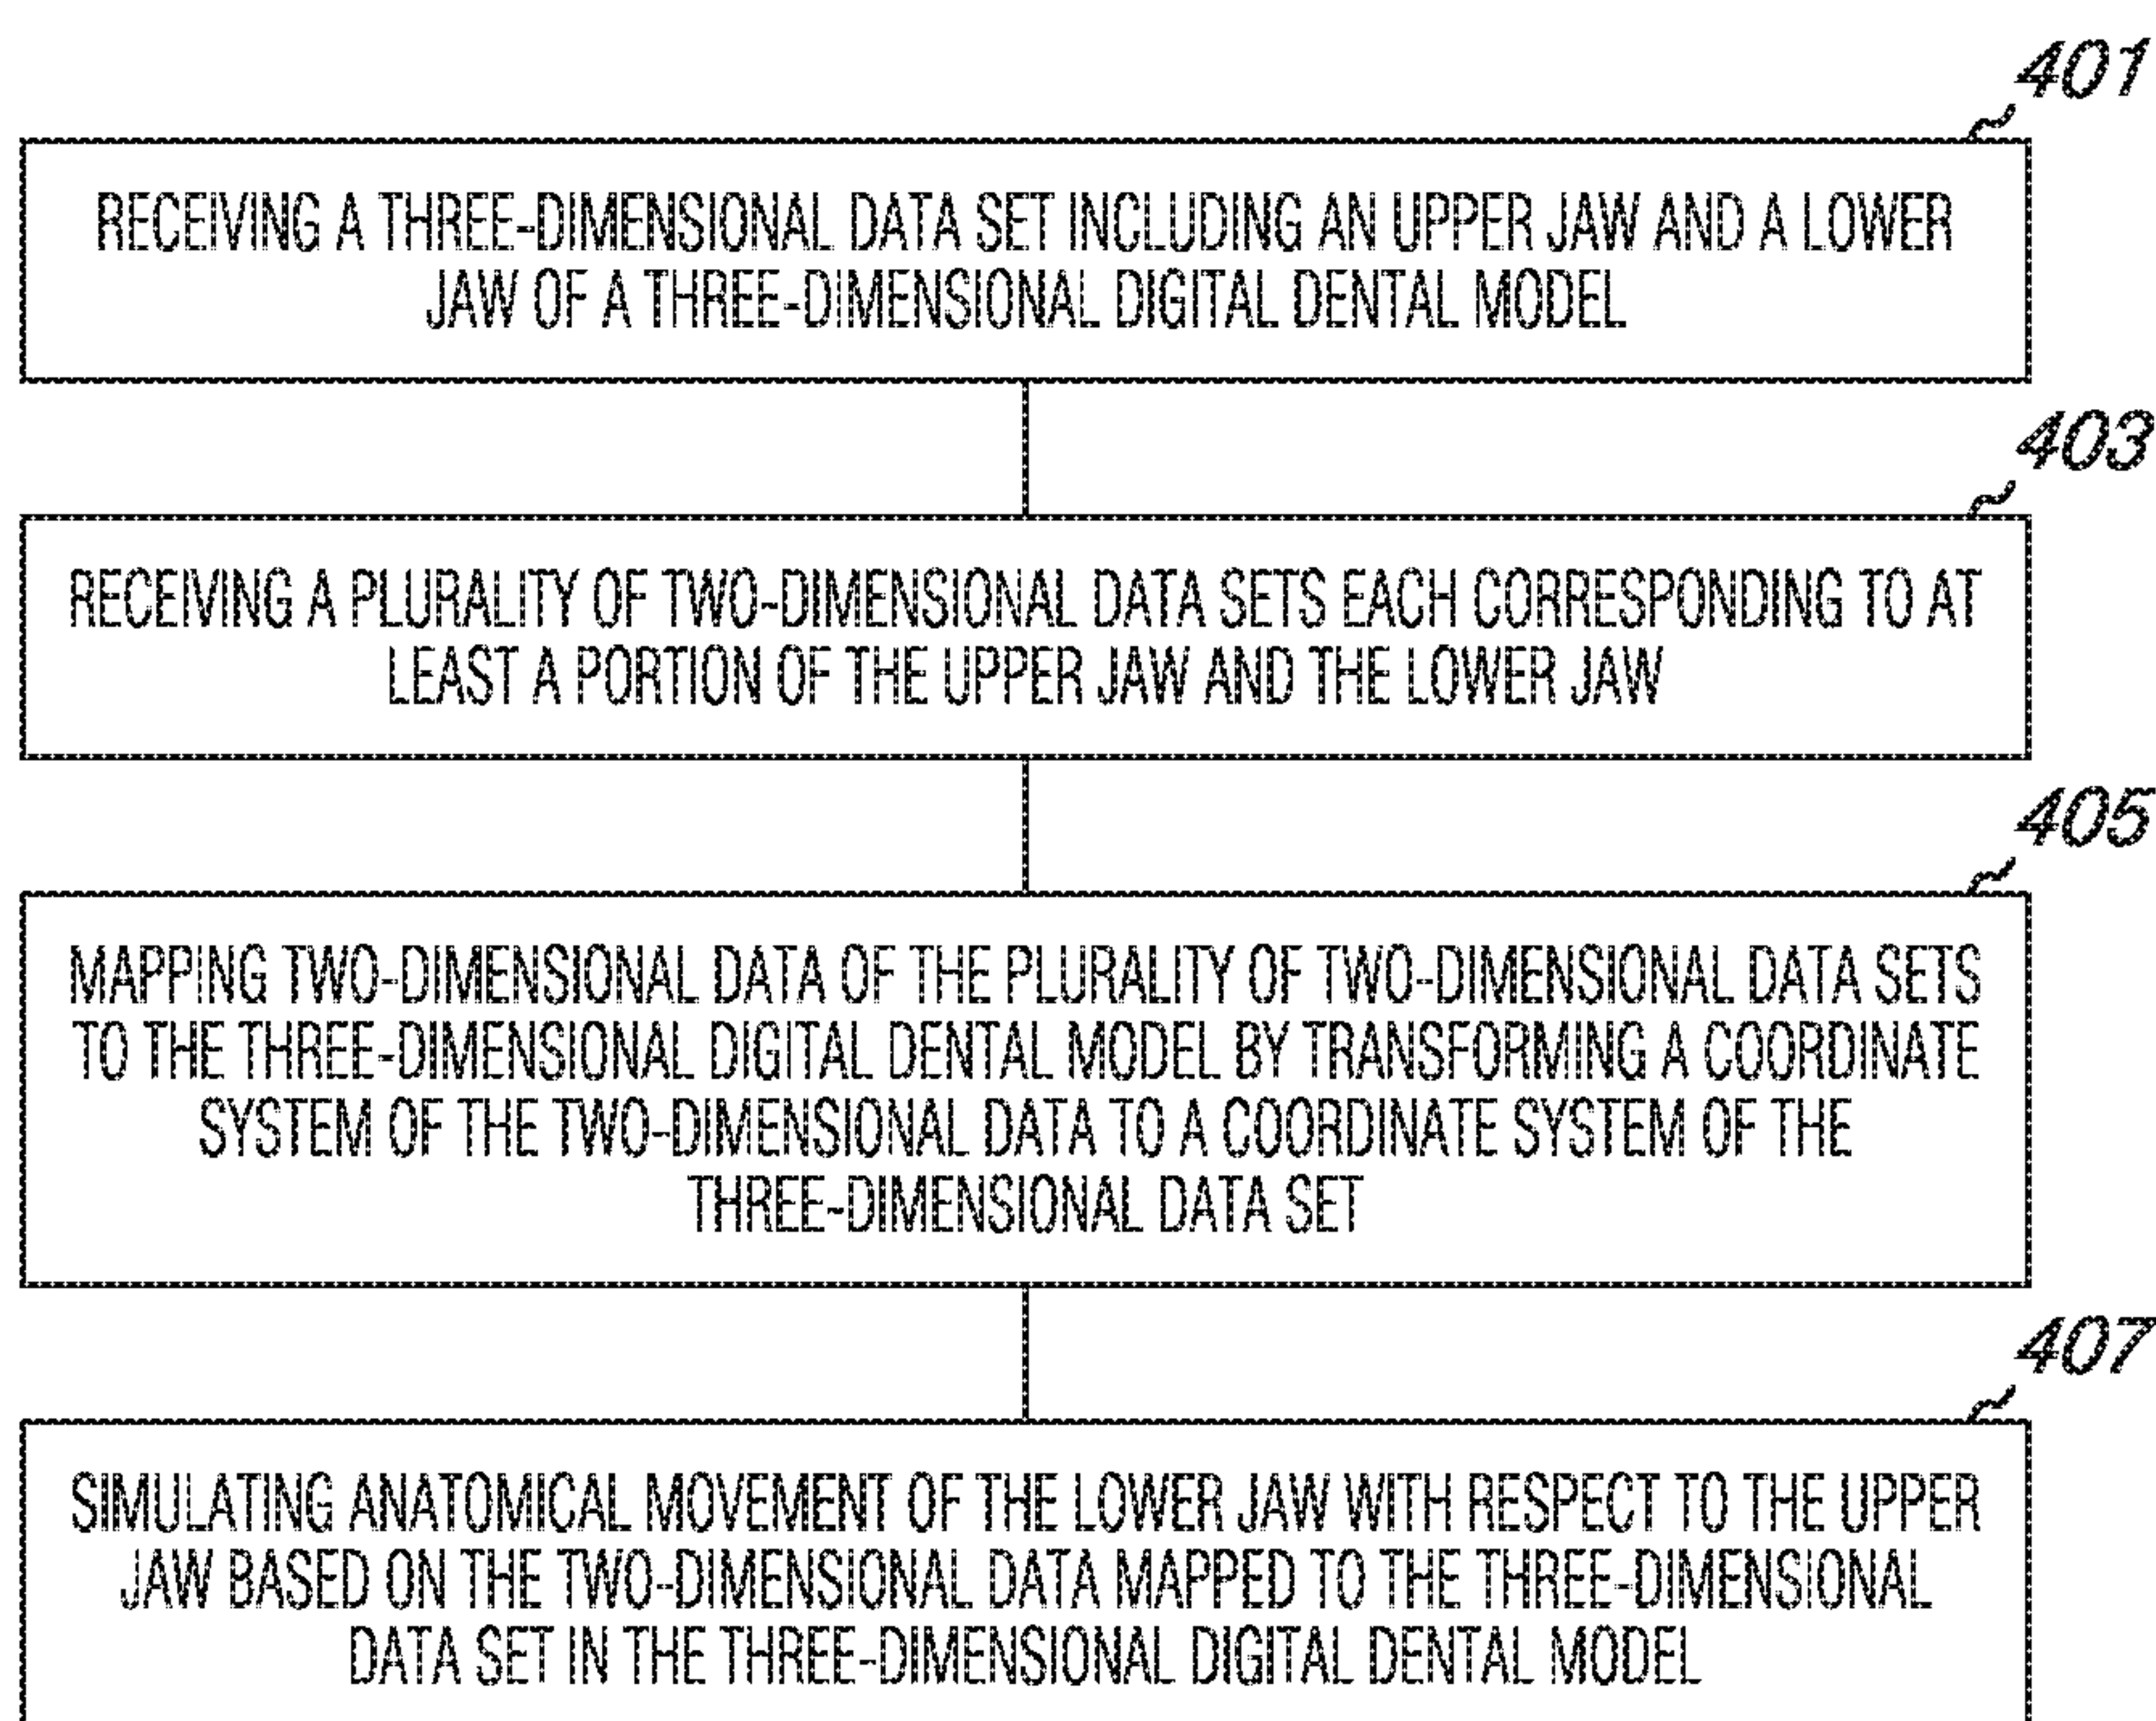 401
RECEIVING A THREE-DIMENSIONAL DATA SET INCLUDING AN UPPER JAW AND A LOWER
JAW OF A THREE-DIMENSIONAL DIGITAL DENTAL MODEL
403
RECEIVING A PLURALITY OF TWO-DIMENSIONAL DATA SETS EACH CORRESPONDING TO AT
LEAST A PORTION OF THE UPPER JAW AND THE LOWER JAW
405
MAPPING TWO-DIMENSIONAL DATA OF THE PLURALITY OF TWO-DIMENSIONAL DATA SETS
TO THE THREE-DIMENSIONAL DIGITAL DENTAL MODEL BY TRANSFORMING A COORDINATE
SYSTEM OF THE TWO-DIMENSIONAL DATA TO A COORDINATE SYSTEM OF THE
THREE-DIMENSIONAL DATA SET
407
SIMULATING ANATOMICAL MOVEMENT OF THE LOWER JAW WITH RESPECT TO THE UPPER
JAW BASED ON THE TWO-DIMENSIONAL DATA MAPPED TO THE THREE-DIMENSIONAL
DATA SET IN THE THREE-DIMENSIONAL DIGITAL DENTAL MODEL